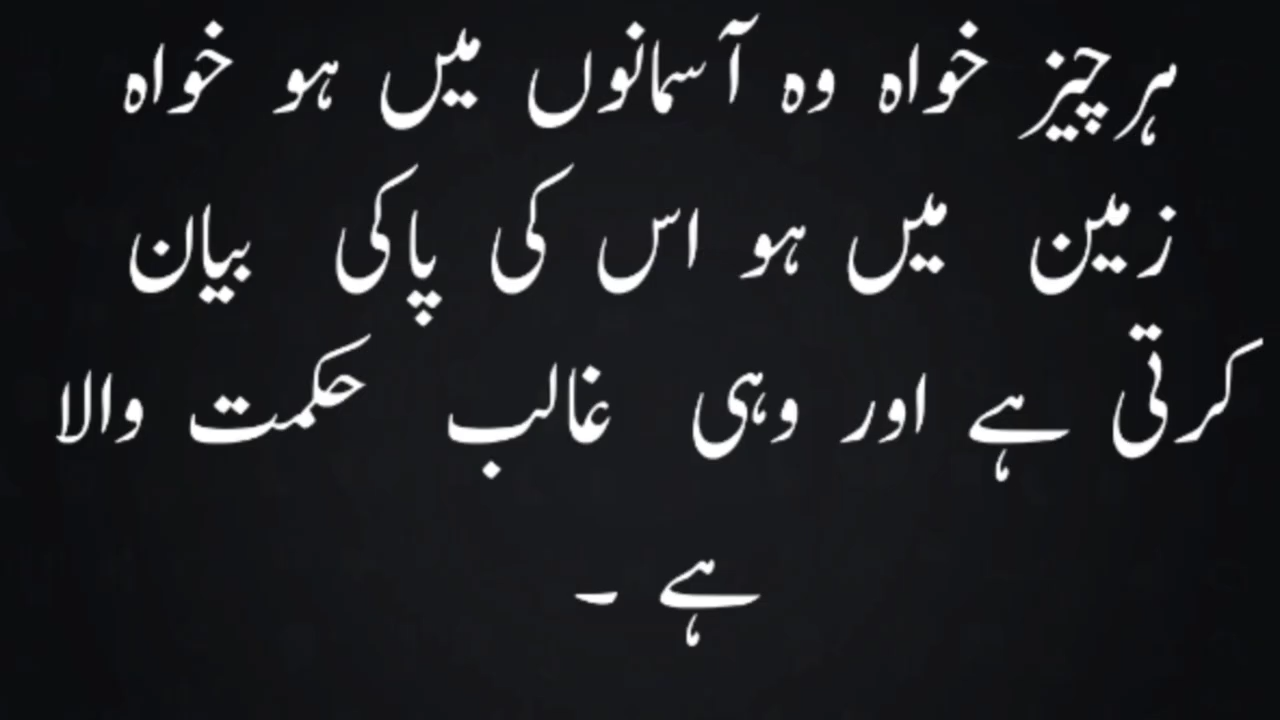 ہر چیز خواہ وہ آسمانوں میں ہو خواہ
زمین میں ہو اس کی پاکی بیان
کرتی ہے اور وہی غالب حکمت والا
ہے ۔